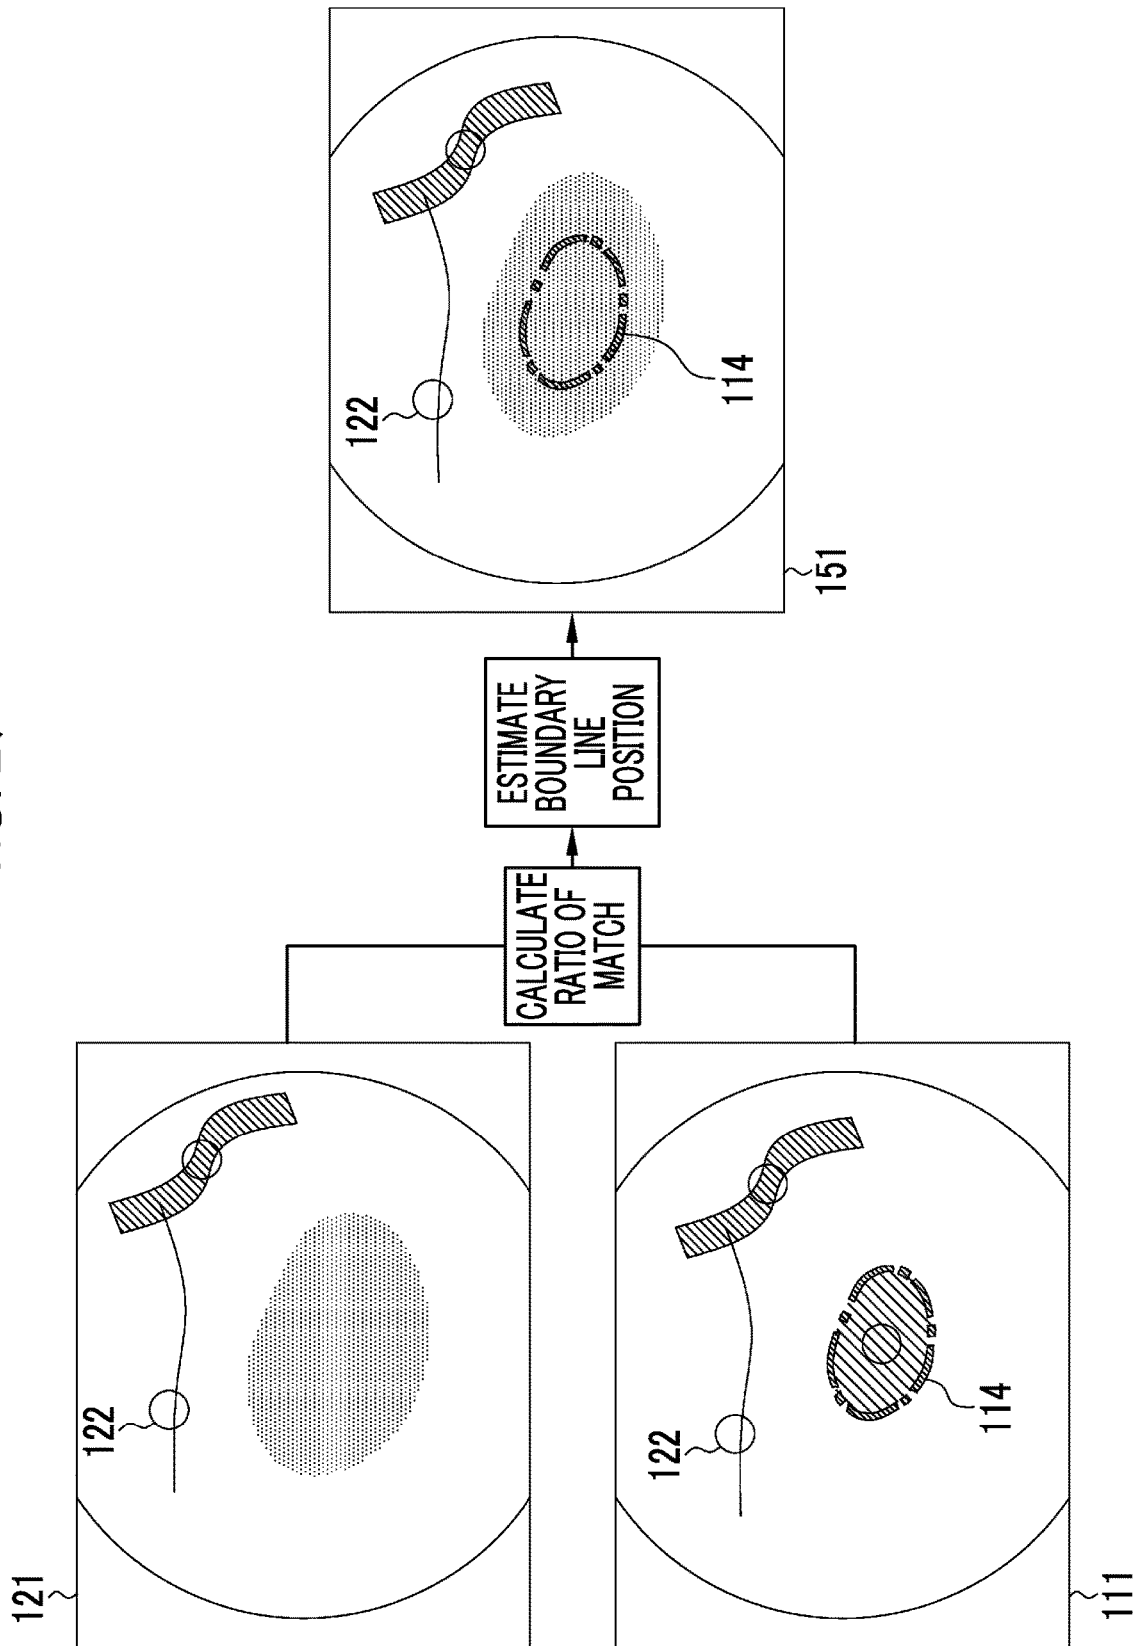 121
122
122
114
CALCULATE
RATIO OF
MATCH
ESTIMATE
BOUNDARY
LINE
POSITION
151
122
114
111